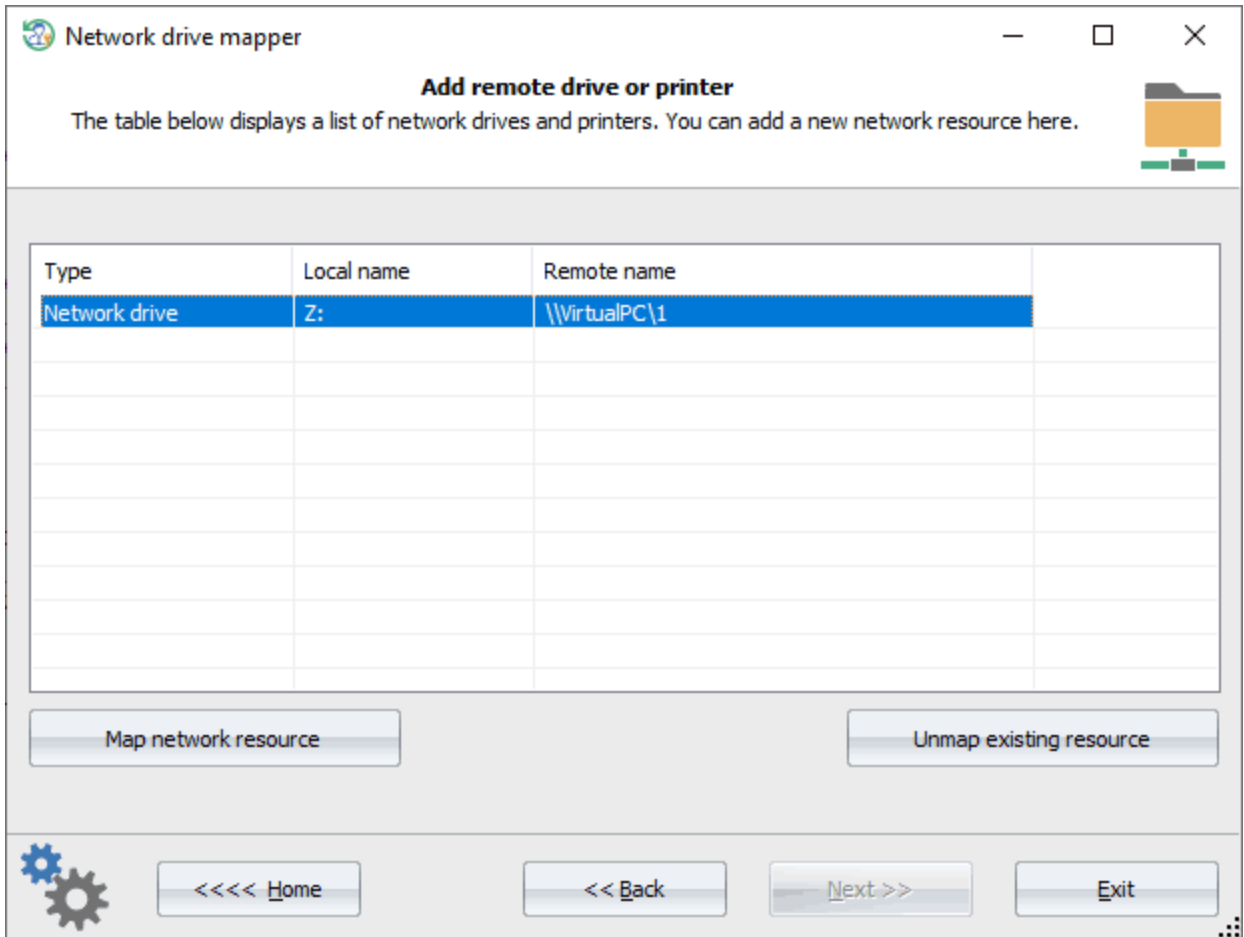 Network drive mapper
Add remote drive or printer
The table below displays a list of network drives and printers. You can add a new network resource here.
Type Local name Remote name
Network drive Z: \\VirtualPC\1
Map network resource Unmap existing resource
<<<< Home << Back Next >> Exit